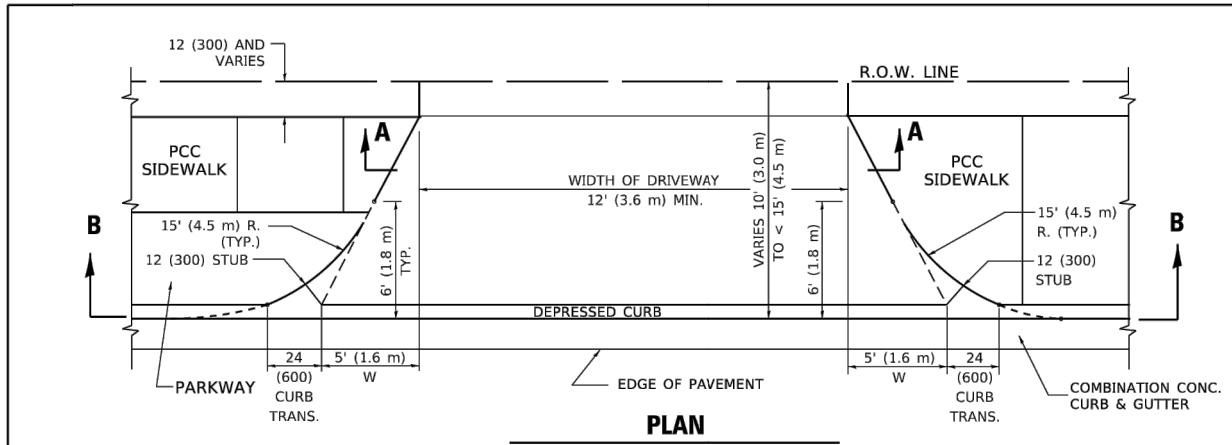 12 (300) AND
VARIES
R.O.W. LINE
A
A
PCC
SIDEWALK
PCC
SIDEWALK
WIDTH OF DRIVEWAY
12' (3.6 m) MIN.
VARIES 10' (3.0 m)
TO < 15' (4.5 m)
B
15' (4.5 m) R.
(TYP.)
12 (300) STUB
6' (1.8 m)
TYP.
6' (1.8 m)
15' (4.5 m)
R. (TYP.)
12 (300)
STUB
B
DEPRESSED CURB
PARKWAY
24
(600)
CURB
TRANS.
5' (1.6 m)
W
EDGE OF PAVEMENT
5' (1.6 m)
W
24
(600)
CURB
TRANS.
COMBINATION CONC.
CURB & GUTTER
PLAN